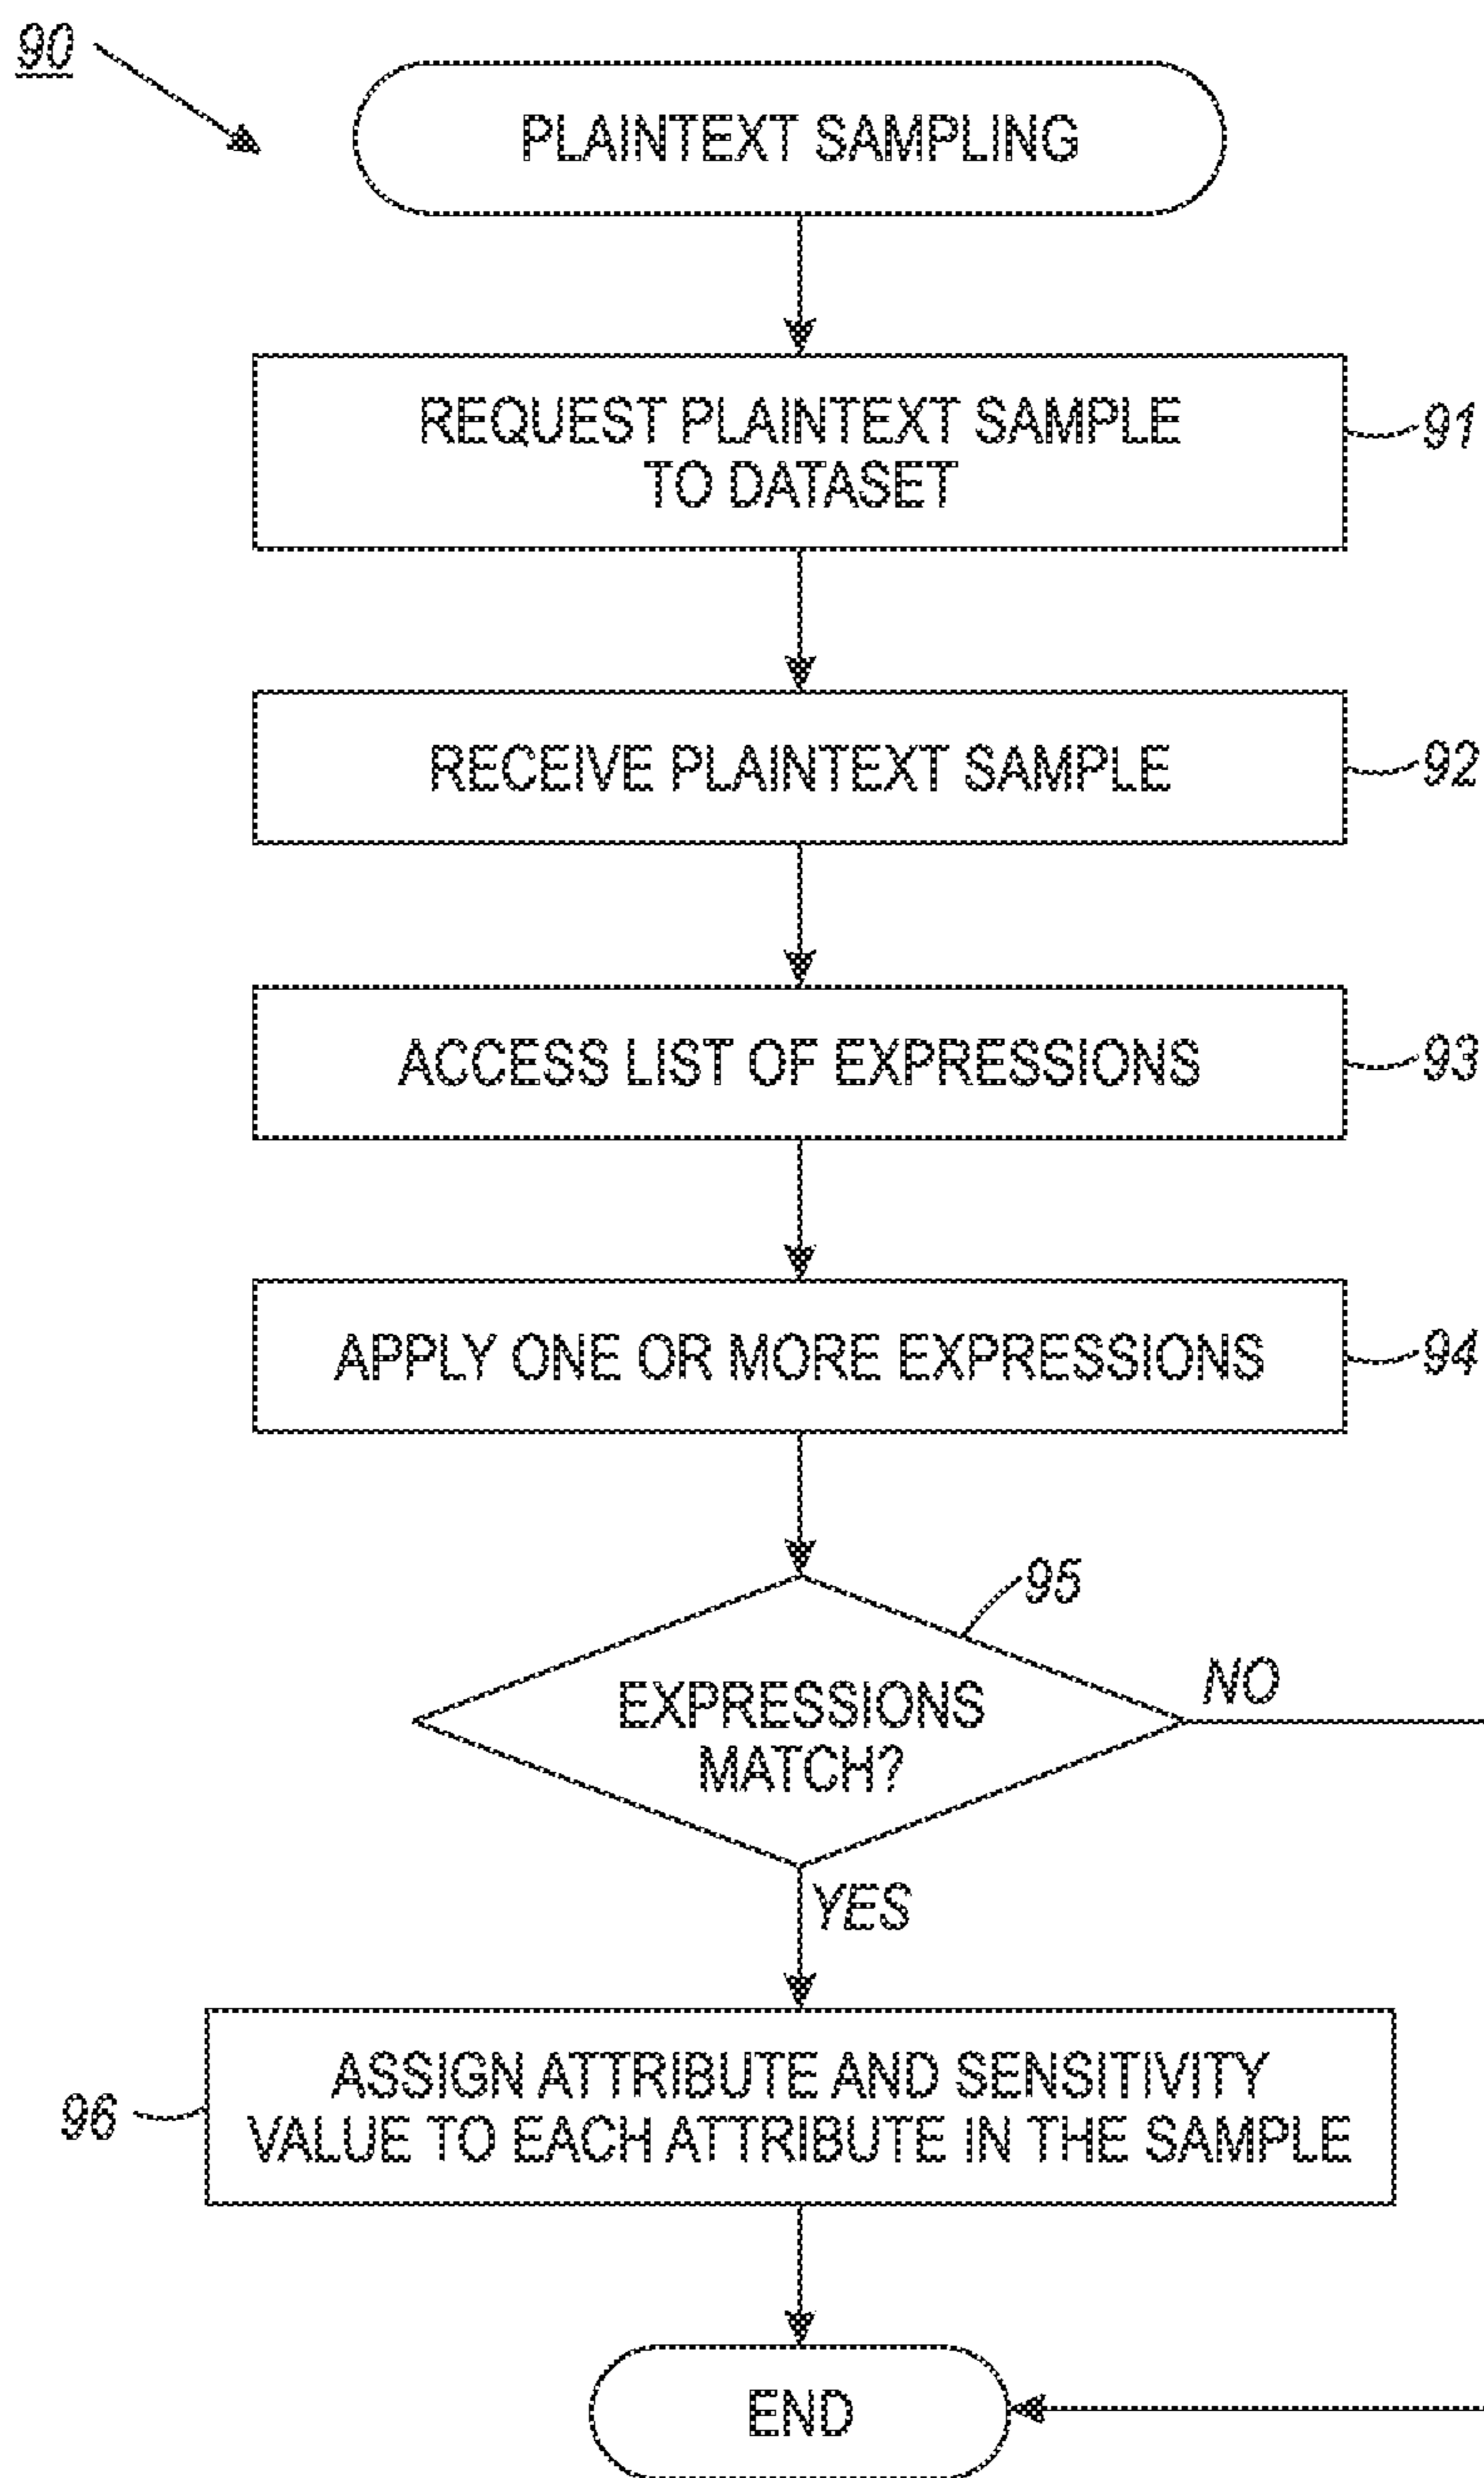 90
PLAINTEXT SAMPLING
REQUEST PLAINTEXT SAMPLE
TO DATASET
91
RECEIVE PLAINTEXT SAMPLE
92
ACCESS LIST OF EXPRESSIONS
93
APPLY ONE OR MORE EXPRESSIONS
94
95
EXPRESSIONS
MATCH?
NO
YES
ASSIGN ATTRIBUTE AND SENSITIVITY
VALUE TO EACH ATTRIBUTE IN THE SAMPLE
96
END